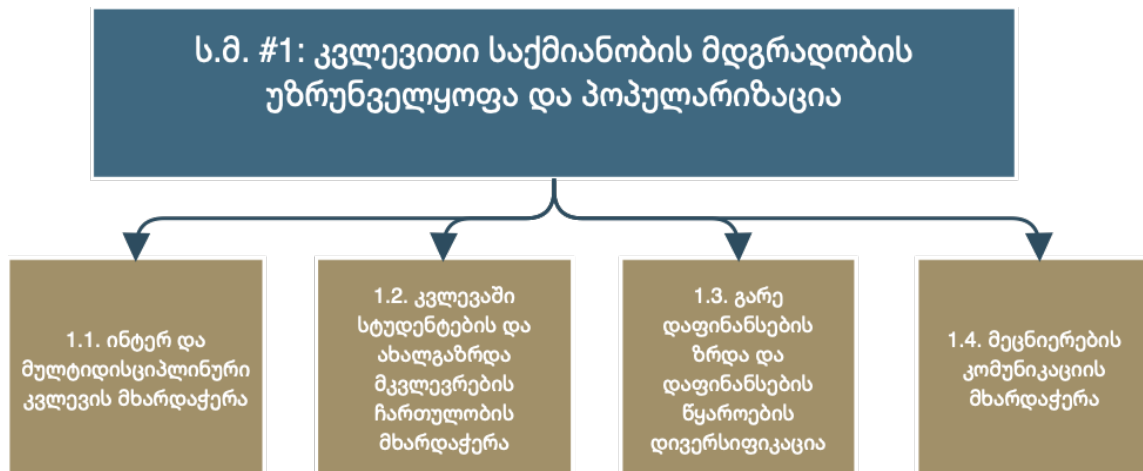 ს.მ. #1: კვლევითი საქმიანობის მდგრადობის
უზრუნველყოფა და პოპულარიზაცია
1.1. ინტერ და
მულტიდისციპლინური
კვლევის მხარდაჭერა
1.2. კვლევაში
სტუდენტების და
ახალგაზრდა
მკვლევრების
ჩართულობის
მხარდაჭერა
1.3. გარე
დაფინანსების
ზრდა და
დაფინანსების
წყაროების
დივერსიფიკაცია
1.4. მეცნიერების
კომუნიკაციის
მხარდაჭერა